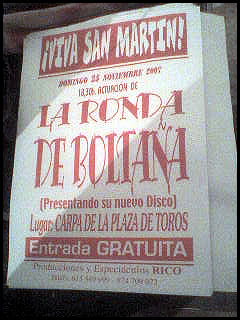 ¡VIVA SAN MARTIN!
DOMINGO 25 NOVIEMBRE 2007
18,30h. ACTUACIÓN DE
LA RONDA
DE BOLTAÑA
(Presentando su nuevo Disco)
Lugar: CARPA DE LA PLAZA DE TOROS
Entrada GRATUITA
Producciones y Espectáculos RICO